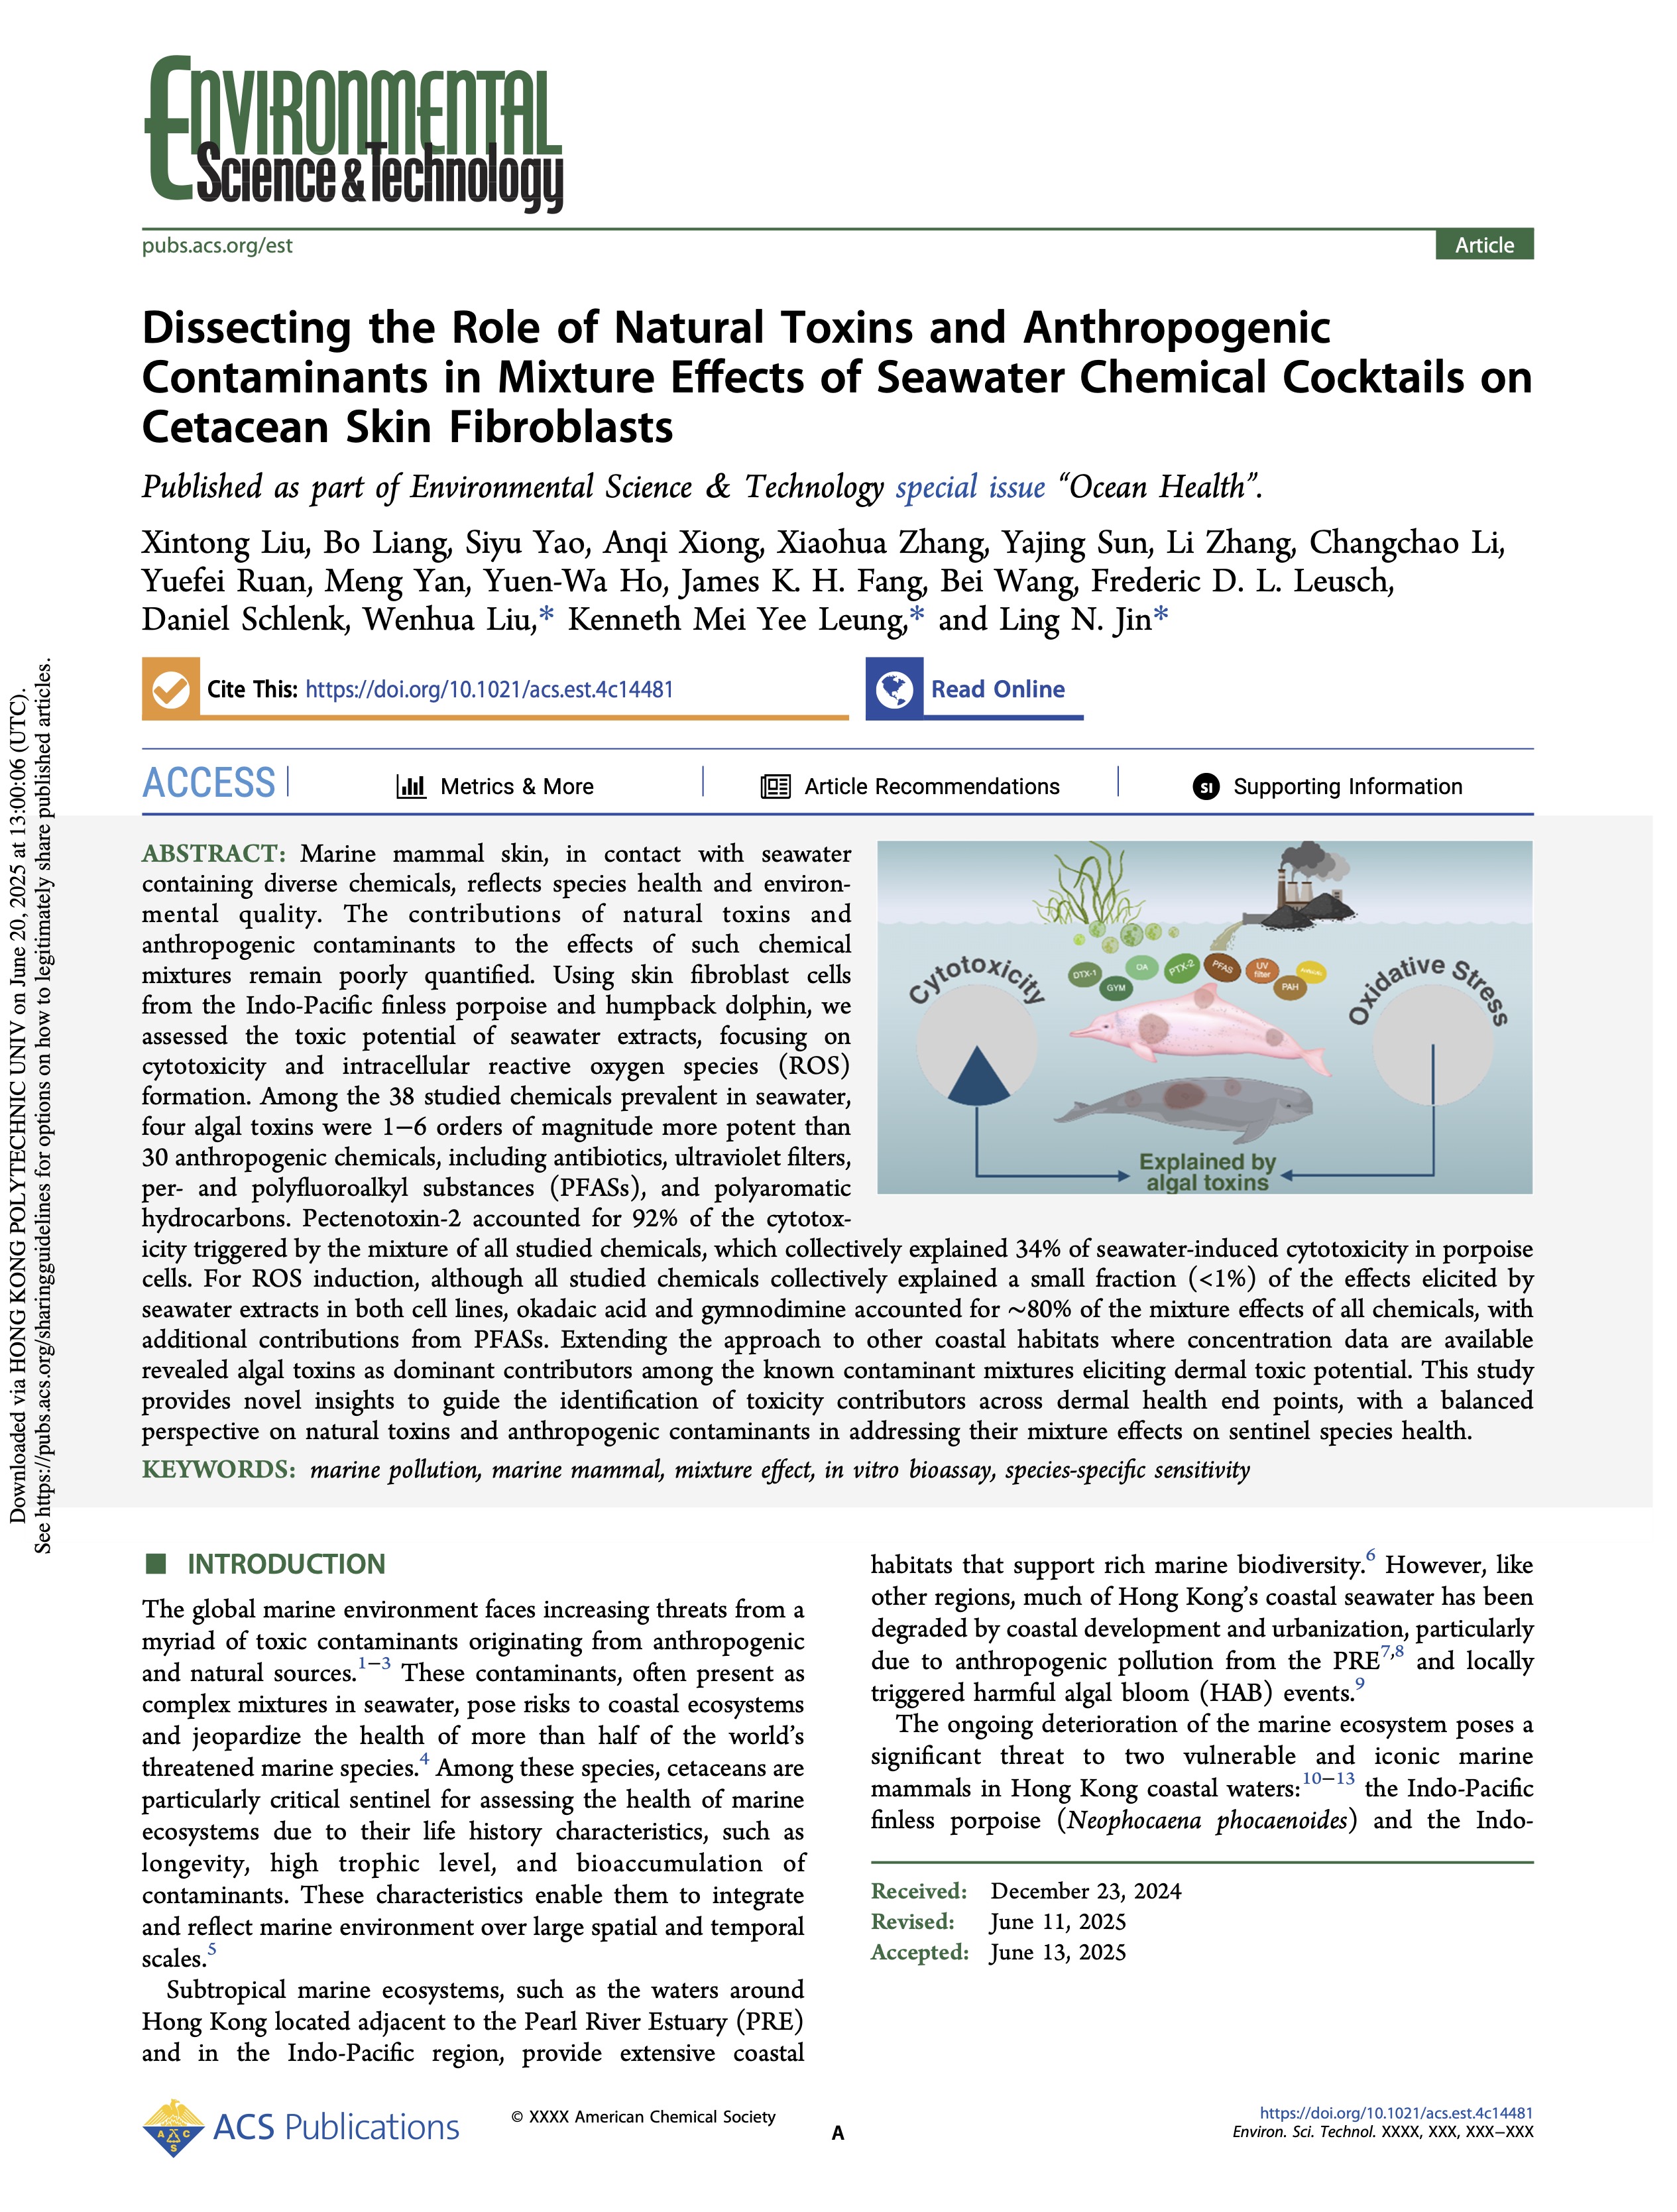 ENVIRONMENTAL
Science & Technology
pubs.acs.org/est
Article
Dissecting the Role of Natural Toxins and Anthropogenic
Contaminants in Mixture Effects of Seawater Chemical Cocktails on
Cetacean Skin Fibroblasts
Published as part of Environmental Science & Technology special issue “Ocean Health”.
Xintong Liu, Bo Liang, Siyu Yao, Anqi Xiong, Xiaohua Zhang, Yajing Sun, Li Zhang, Changchao Li,
Yuefei Ruan, Meng Yan, Yuen-Wa Ho, James K. H. Fang, Bei Wang, Frederic D. L. Leusch,
Daniel Schlenk, Wenhua Liu,* Kenneth Mei Yee Leung,* and Ling N. Jin*
Cite This: https://doi.org/10.1021/acs.est.4c14481
Read Online
ACCESS
Metrics & More
Article Recommendations
SI
Supporting Information
ABSTRACT: Marine mammal skin, in contact with seawater
containing diverse chemicals, reflects species health and environ-
mental quality. The contributions of natural toxins and
anthropogenic contaminants to the effects of such chemical
mixtures remain poorly quantified. Using skin fibroblast cells
from the Indo-Pacific finless porpoise and humpback dolphin, we
assessed the toxic potential of seawater extracts, focusing on
cytotoxicity and intracellular reactive oxygen species (ROS)
formation. Among the 38 studied chemicals prevalent in seawater,
four algal toxins were 1−6 orders of magnitude more potent than
30 anthropogenic chemicals, including antibiotics, ultraviolet filters,
per- and polyfluoroalkyl substances (PFASs), and polyaromatic
hydrocarbons. Pectenotoxin-2 accounted for 92% of the cytotox-
icity triggered by the mixture of all studied chemicals, which collectively explained 34% of seawater-induced cytotoxicity in porpoise
cells. For ROS induction, although all studied chemicals collectively explained a small fraction (<1%) of the effects elicited by
seawater extracts in both cell lines, okadaic acid and gymnodimine accounted for ∼80% of the mixture effects of all chemicals, with
additional contributions from PFASs. Extending the approach to other coastal habitats where concentration data are available
revealed algal toxins as dominant contributors among the known contaminant mixtures eliciting dermal toxic potential. This study
provides novel insights to guide the identification of toxicity contributors across dermal health end points, with a balanced
perspective on natural toxins and anthropogenic contaminants in addressing their mixture effects on sentinel species health.
Cytotoxicity
Oxidative Stress
DTX-1
GYM
OA
PTX-2
PFAS
UV
filter
PAH
Explained by
algal toxins
KEYWORDS: marine pollution, marine mammal, mixture effect, in vitro bioassay, species-specific sensitivity
■ INTRODUCTION
The global marine environment faces increasing threats from a
myriad of toxic contaminants originating from anthropogenic
and natural sources.1−3 These contaminants, often present as
complex mixtures in seawater, pose risks to coastal ecosystems
and jeopardize the health of more than half of the world’s
threatened marine species.4 Among these species, cetaceans are
particularly critical sentinel for assessing the health of marine
ecosystems due to their life history characteristics, such as
longevity, high trophic level, and bioaccumulation of
contaminants. These characteristics enable them to integrate
and reflect marine environment over large spatial and temporal
scales.5
Subtropical marine ecosystems, such as the waters around
Hong Kong located adjacent to the Pearl River Estuary (PRE)
and in the Indo-Pacific region, provide extensive coastal
habitats that support rich marine biodiversity.6 However, like
other regions, much of Hong Kong’s coastal seawater has been
degraded by coastal development and urbanization, particularly
due to anthropogenic pollution from the PRE7,8 and locally
triggered harmful algal bloom (HAB) events.9
The ongoing deterioration of the marine ecosystem poses a
significant threat to two vulnerable and iconic marine
mammals in Hong Kong coastal waters:10−13 the Indo-Pacific
finless porpoise (Neophocaena phocaenoides) and the Indo-
Received: December 23, 2024
Revised: June 11, 2025
Accepted: June 13, 2025
Downloaded via HONG KONG POLYTECHNIC UNIV on June 20, 2025 at 13:00:06 (UTC).
See https://pubs.acs.org/sharingguidelines for options on how to legitimately share published articles.
ACS Publications
© XXXX American Chemical Society
A
https://doi.org/10.1021/acs.est.4c14481
Environ. Sci. Technol. XXXX, XXX, XXX−XXX